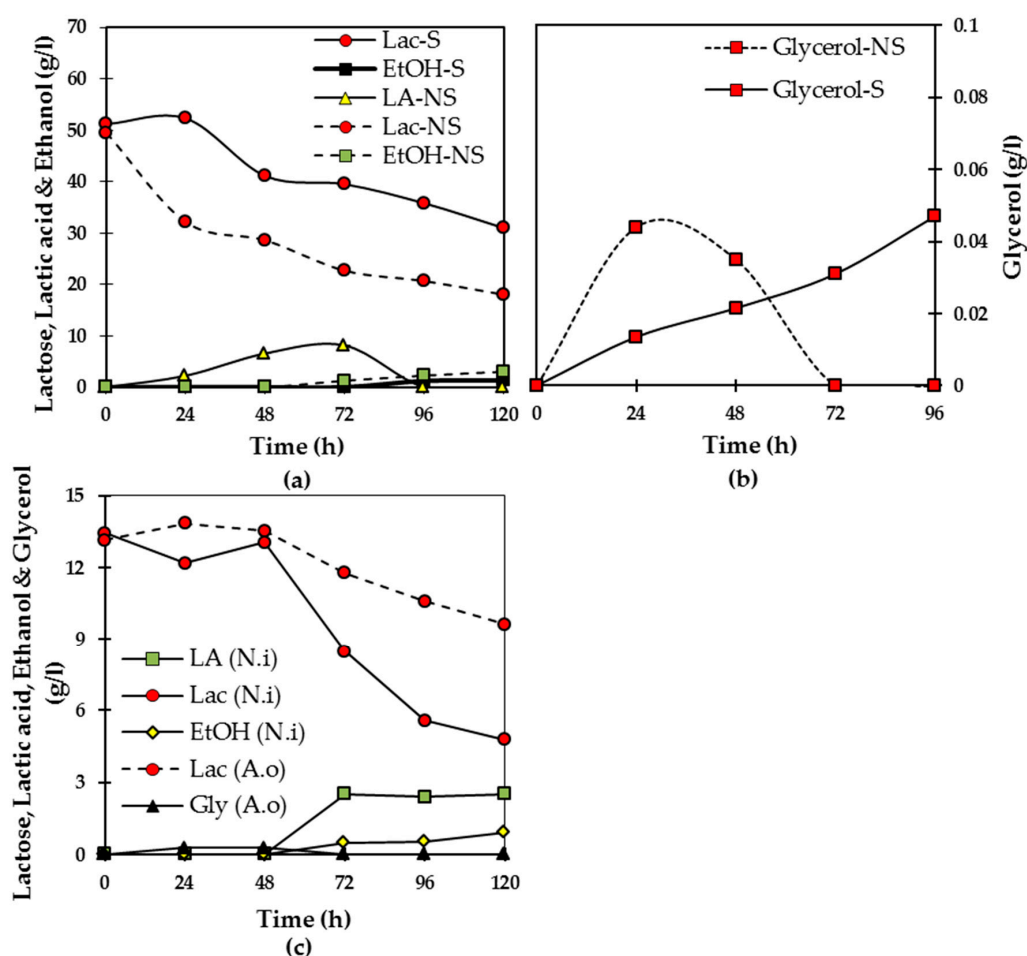 Lactose, Lactic acid & Ethanol (g/l)
70
60
50
40
30
20
10
0
Lac-S
EtOH-S
LA-NS
Lac-NS
EtOH-NS
0 24 48 72 96 120
Time (h)
(a)
Glycerol-NS
Glycerol-S
0.1
0.08
0.06
0.04
0.02
0
Glycerol (g/l)
0 24 48 72 96
Time (h)
(b)
Lactose, Lactic acid, Ethanol & Glycerol
(g/l)
15
12
9
6
3
0
LA (N.i)
Lac (N.i)
EtOH (N.i)
Lac (A.o)
Gly (A.o)
0 24 48 72 96 120
Time (h)
(c)